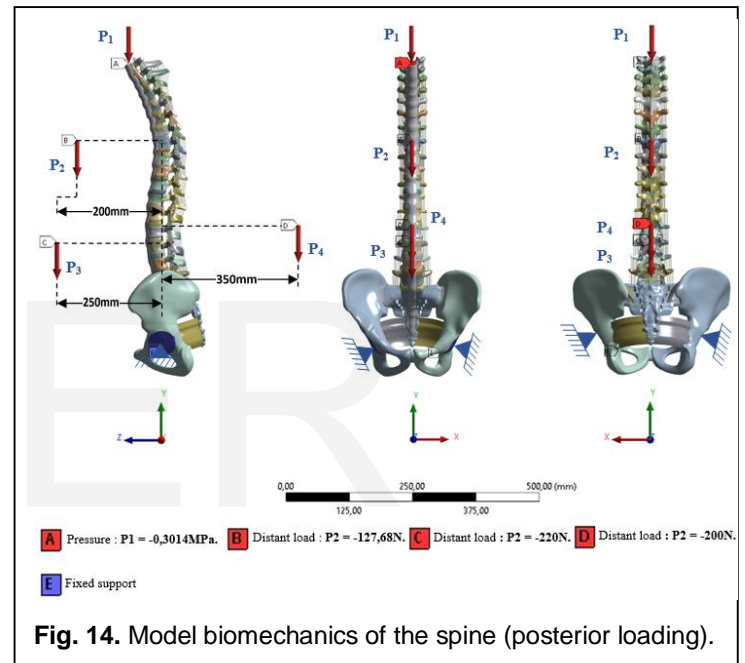 P1 P1 P1
A A A
B
P2 P2 P2
200mm
D D
P4 P4
C P4
P3 P3 P3
250mm 350mm
ER
Y Y Y
Z X X Z
0,00 250,00 500,00 (mm)
125,00 375,00
A Pressure : P1 = -0,3014MPa. B Distant load : P2 = -127,68N. C Distant load : P2 = -220N. D Distant load : P2 = -200N.
E Fixed support
Fig. 14. Model biomechanics of the spine (posterior loading).